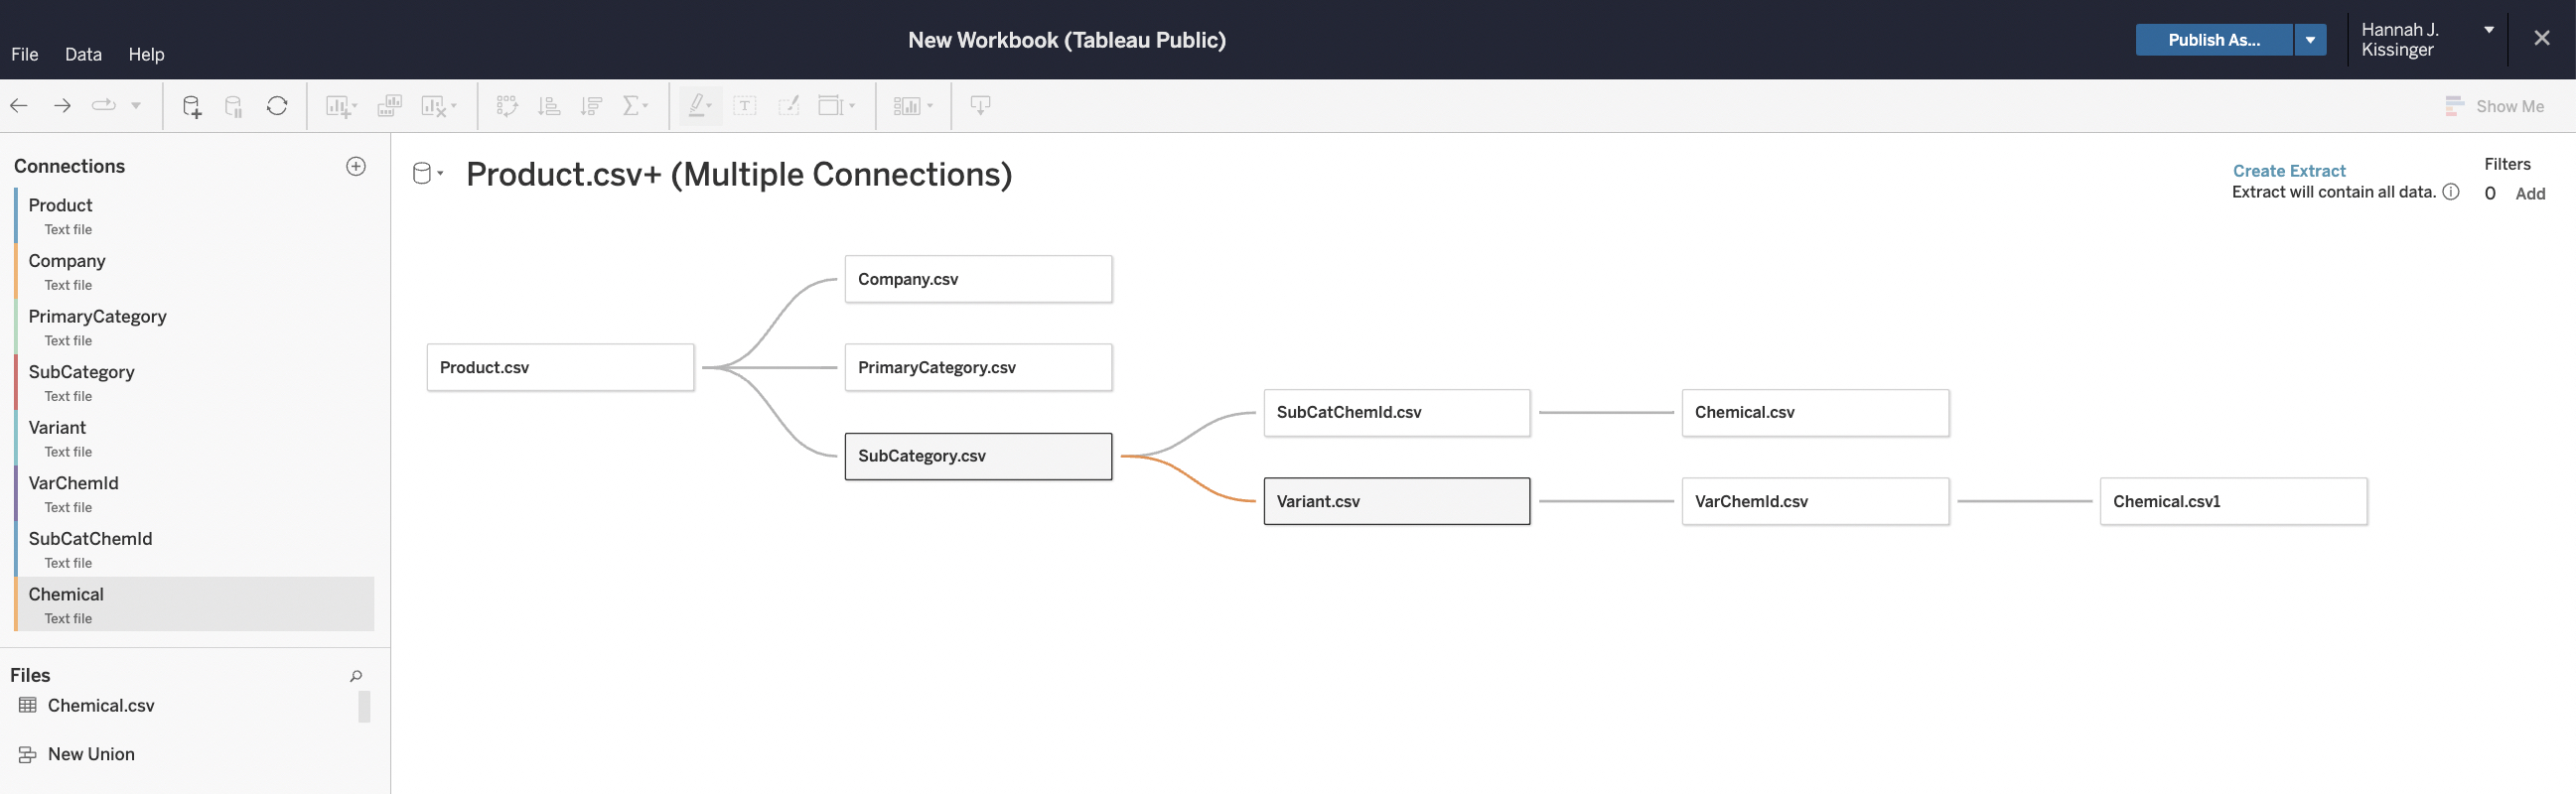 New Workbook (Tableau Public)
Publish As...
Hannah J.
Kissinger
File Data Help
Show Me
Connections
Product
Text file
Company
Text file
PrimaryCategory
Text file
SubCategory
Text file
Variant
Text file
VarChemId
Text file
SubCatChemId
Text file
Chemical
Text file
Files
Chemical.csv
New Union
Product.csv+ (Multiple Connections)
Create Extract
Extract will contain all data.
Filters
0 Add
Company.csv
Product.csv
PrimaryCategory.csv
SubCatChemId.csv
Chemical.csv
SubCategory.csv
Variant.csv
VarChemId.csv
Chemical.csv1